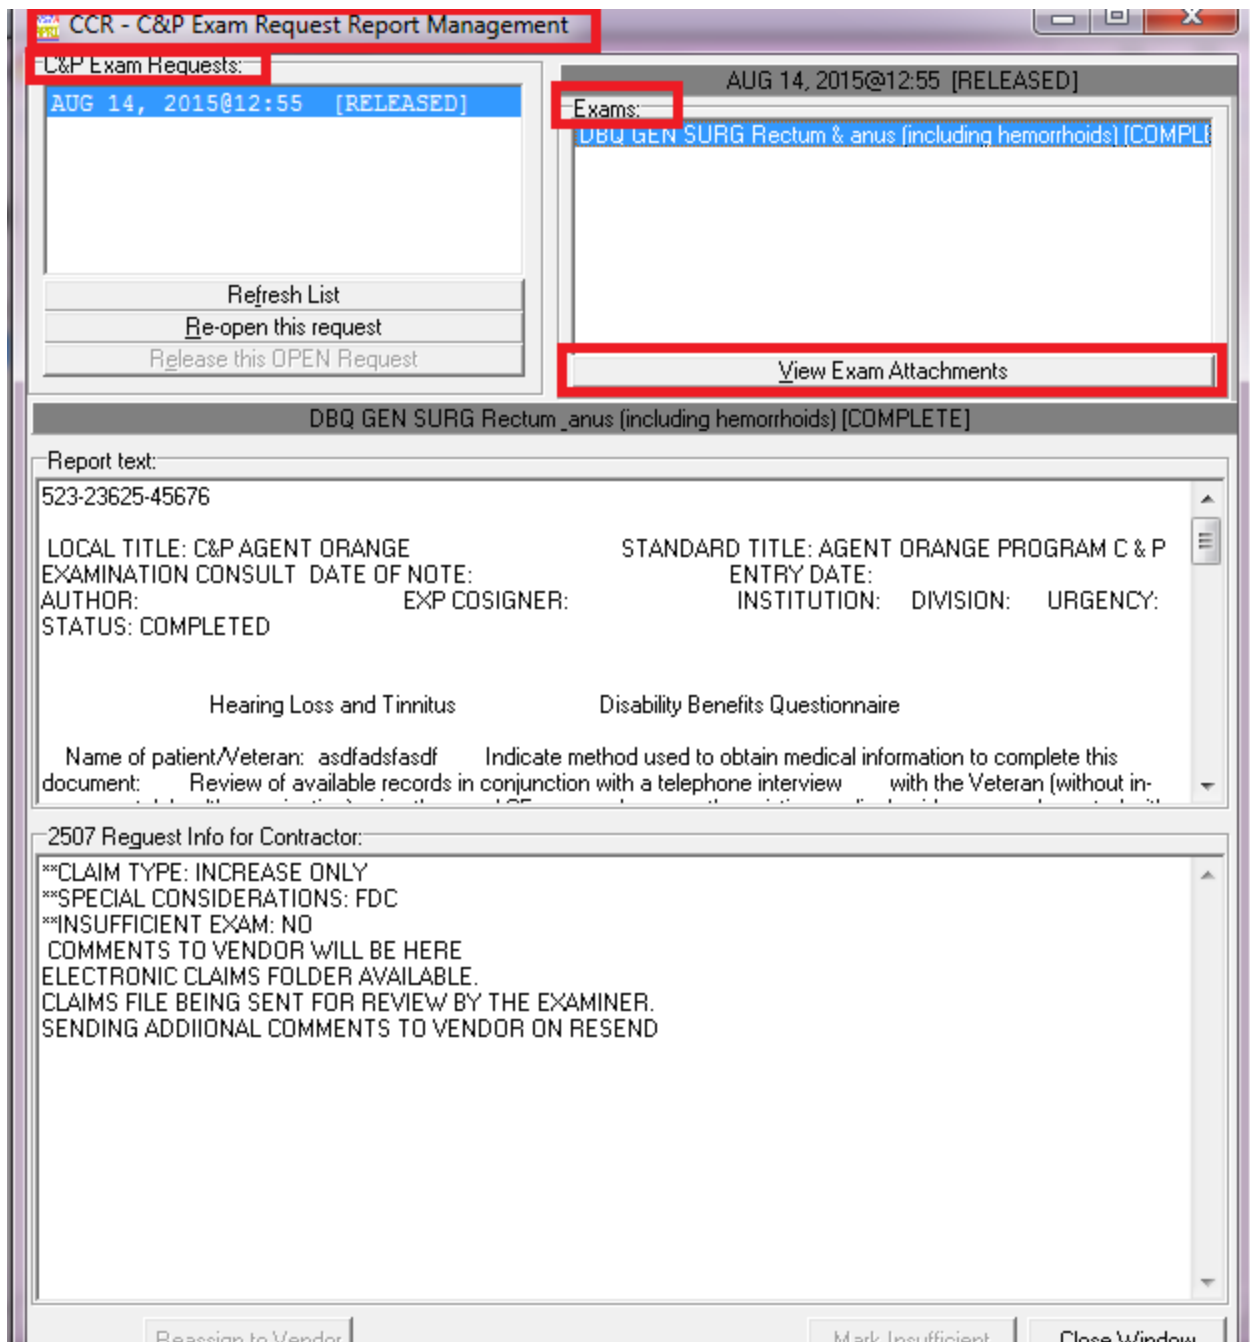 CCR - C&P Exam Request Report Management
C&P Exam Requests:
AUG 14, 2015@12:55 [RELEASED]
Refresh List
Re-open this request
Release this OPEN Request
AUG 14, 2015@12:55 [RELEASED]
Exams:
DBQ GEN SURG Rectum & anus (including hemorrhoids) [COMPLE
View Exam Attachments
DBQ GEN SURG Rectum _anus (including hemorrhoids) [COMPLETE]
Report text:
523-23625-45676
LOCAL TITLE: C&P AGENT ORANGE STANDARD TITLE: AGENT ORANGE PROGRAM C & P
EXAMINATION CONSULT DATE OF NOTE: ENTRY DATE:
AUTHOR: EXP COSIGNER: INSTITUTION: DIVISION: URGENCY:
STATUS: COMPLETED
Hearing Loss and Tinnitus Disability Benefits Questionnaire
Name of patient/Veteran: asdfadsfasdf Indicate method used to obtain medical information to complete this
document: Review of available records in conjunction with a telephone interview with the Veteran (without in-
2507 Request Info for Contractor:
**CLAIM TYPE: INCREASE ONLY
**SPECIAL CONSIDERATIONS: FDC
**INSUFFICIENT EXAM: NO
COMMENTS TO VENDOR WILL BE HERE
ELECTRONIC CLAIMS FOLDER AVAILABLE.
CLAIMS FILE BEING SENT FOR REVIEW BY THE EXAMINER.
SENDING ADDIIONAL COMMENTS TO VENDOR ON RESEND
Reassign to Vendor
Mark Insufficient
Close Window